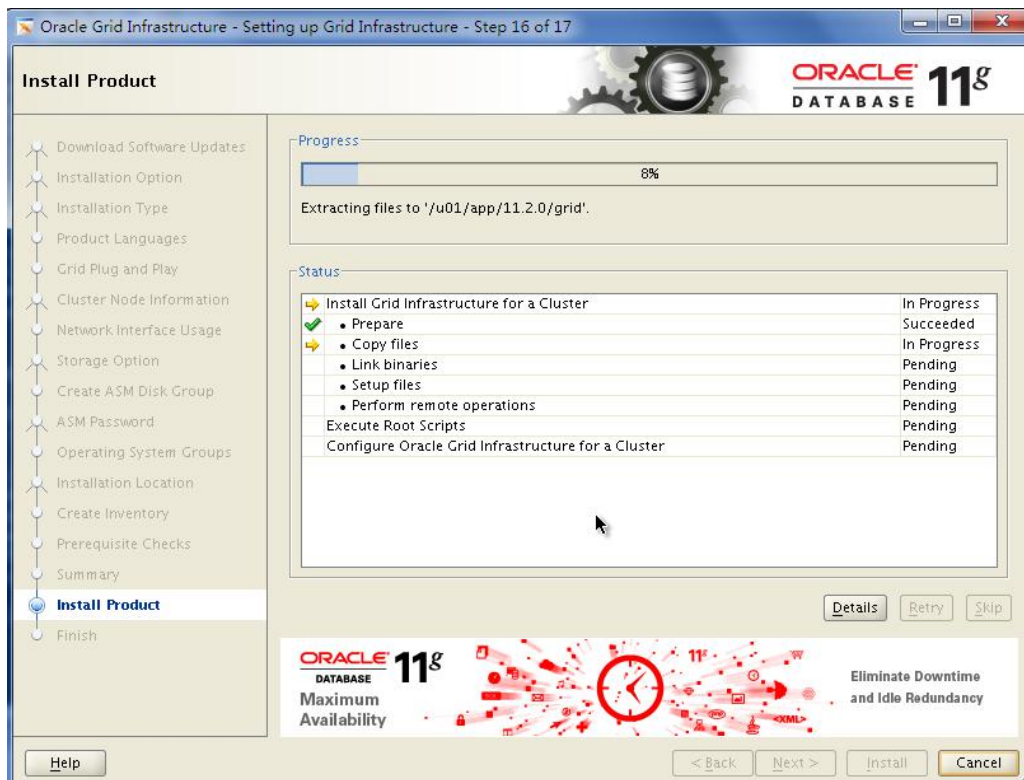 Oracle Grid Infrastructure - Setting up Grid Infrastructure - Step 16 of 17
Install Product
ORACLE
DATABASE
11g
Download Software Updates
Installation Option
Installation Type
Product Languages
Grid Plug and Play
Cluster Node Information
Network Interface Usage
Storage Option
Create ASM Disk Group
ASM Password
Operating System Groups
Installation Location
Create Inventory
Prerequisite Checks
Summary
Install Product
Finish
Progress
8%
Extracting files to '/u01/app/11.2.0/grid'.
Status
Install Grid Infrastructure for a Cluster In Progress
• Prepare Succeeded
• Copy files In Progress
• Link binaries Pending
• Setup files Pending
• Perform remote operations Pending
Execute Root Scripts Pending
Configure Oracle Grid Infrastructure for a Cluster Pending
Details Retry Skip
ORACLE
DATABASE
11g
Maximum
Availability
11g
<XML>
Eliminate Downtime
and Idle Redundancy
Help < Back Next > Install Cancel